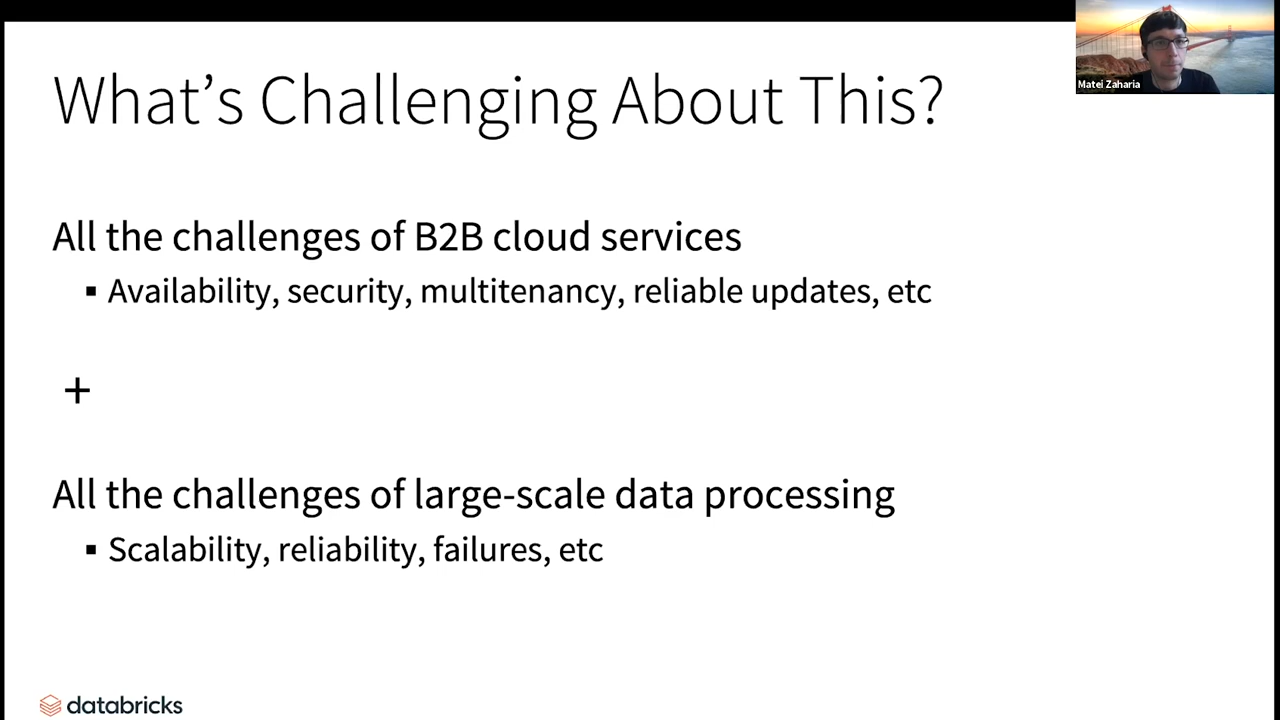 What’s Challenging About This?
Matei Zaharia
All the challenges of B2B cloud services
▪ Availability, security, multitenancy, reliable updates, etc
+
All the challenges of large-scale data processing
▪ Scalability, reliability, failures, etc
databricks